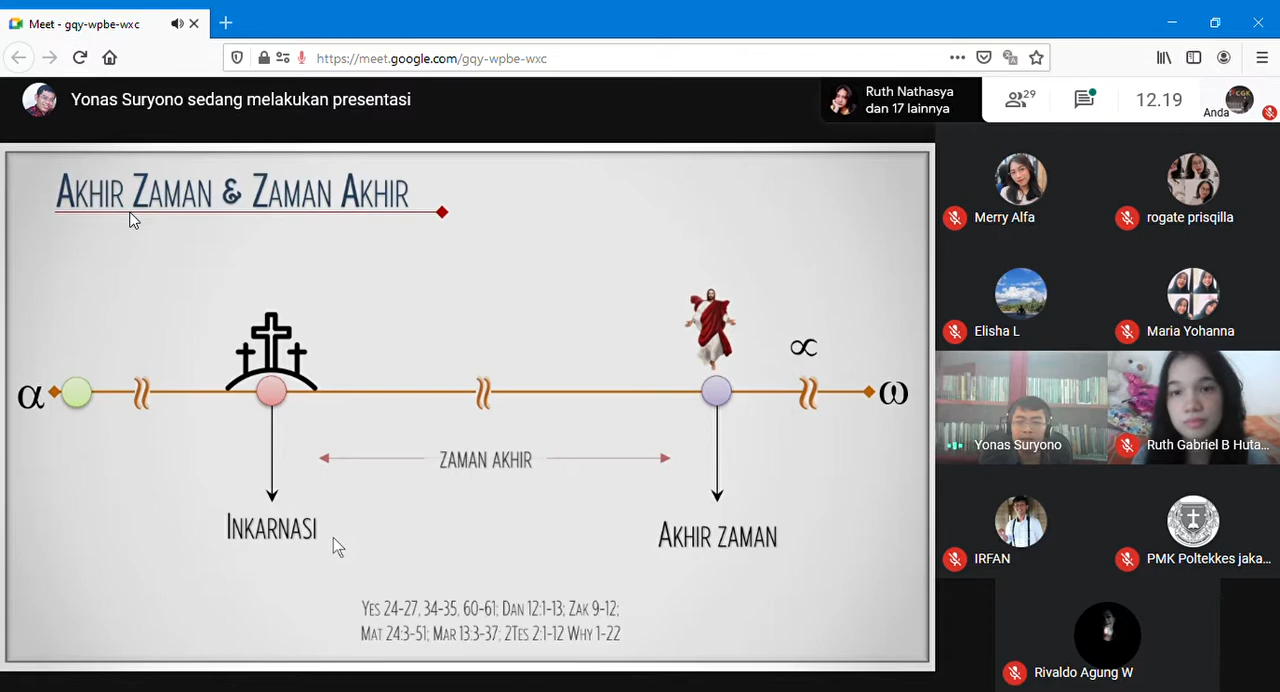 Meet - gqy-wpbe-wxc
https://meet.google.com/gqy-wpbe-wxc
Yonas Suryono sedang melakukan presentasi
Ruth Nathasya
dan 17 lainnya
29
12.19
Anda
AKHIR ZAMAN & ZAMAN AKHIR
α
∝
ω
ZAMAN AKHIR
INKARNASI
AKHIR ZAMAN
YES 24-27, 34-35, 60-61; DAN 12:1-13; ZAK 9-12;
MAT 24:3-51; MAR 13:3-37; 2TES 2:1-12 WHY 1-22
Merry Alfa
rogate prisqilla
Elisha L
Maria Yohanna
Yonas Suryono
Ruth Gabriel B Huta...
IRFAN
PMK Poltekkes jaka...
Rivaldo Agung W